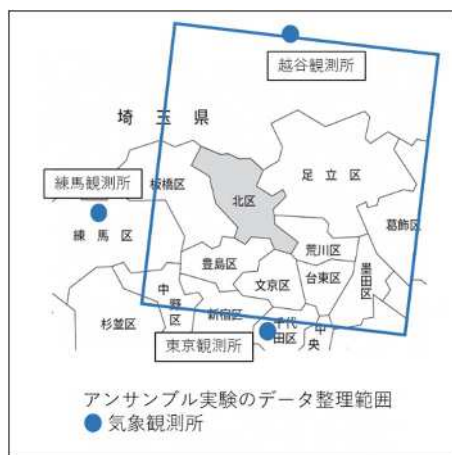 越谷観測所
埼玉県
練馬観測所
板橋区
足立区
北区
葛飾区
練馬区
荒川区
豊島区
文京区
台東区
墨田区
中野区
新宿区
千代田区
中央
杉並区
東京観測所
アンサンブル実験のデータ整理範囲
気象観測所